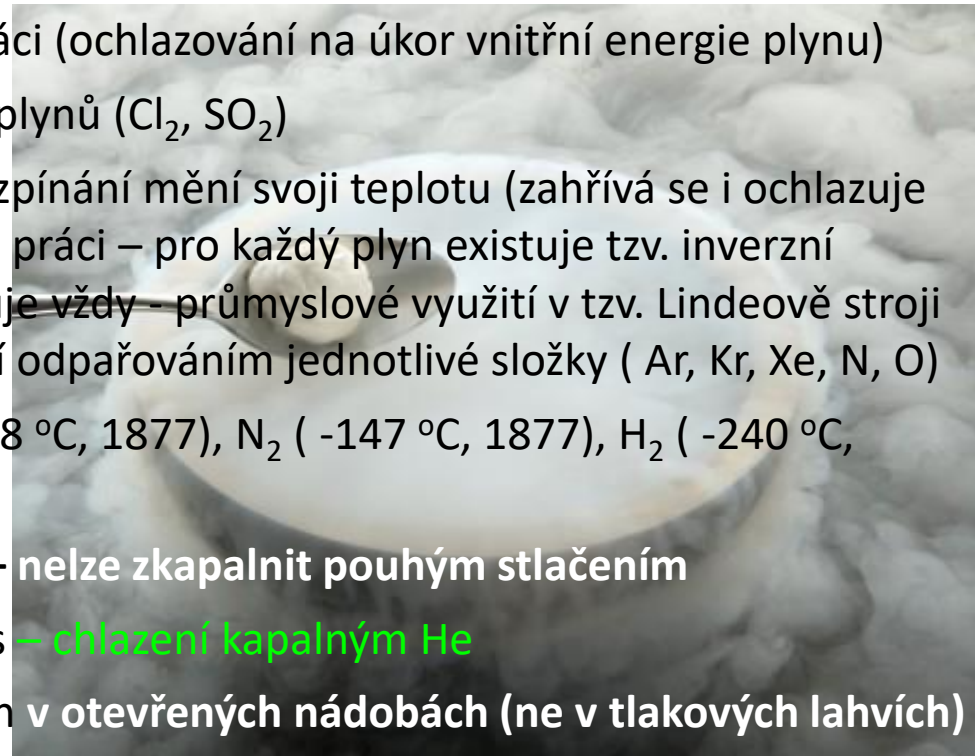 áci (ochlazování na úkor vnitřní energie plynu)
plynů (Cl₂, SO₂)
zpínání mění svoji teplotu (zahřívá se i ochlazuje
práci – pro každý plyn existuje tzv. inverzní
je vždy - průmyslové využití v tzv. Lindeově stroji
í odpařováním jednotlivé složky ( Ar, Kr, Xe, N, O)
8 °C, 1877), N₂ ( -147 °C, 1877), H₂ ( -240 °C,
- nelze zkapalnit pouhým stlačením
s – chlazení kapalným He
v otevřených nádobách (ne v tlakových lahvích)